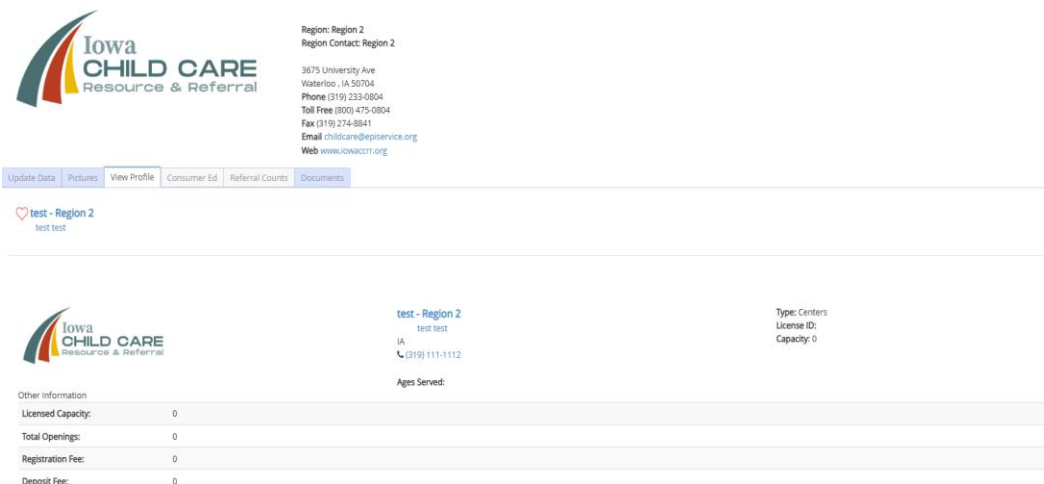 Iowa
CHILD CARE
Resource & Referral
Region: Region 2
Region Contact: Region 2
3675 University Ave
Waterloo , IA 50704
Phone (319) 233-0804
Toll Free (800) 475-0804
Fax (319) 274-8841
Email childcare@episervice.org
Web www.iowaccrr.org
Update Data Pictures View Profile Consumer Ed Referral Counts Documents
test - Region 2
test test
Iowa
CHILD CARE
Resource & Referral
test - Region 2
test test
IA
(319) 111-1112
Ages Served:
Type: Centers
License ID:
Capacity: 0
Other Information
Licensed Capacity: 0
Total Openings: 0
Registration Fee: 0
Deposit Fee: 0